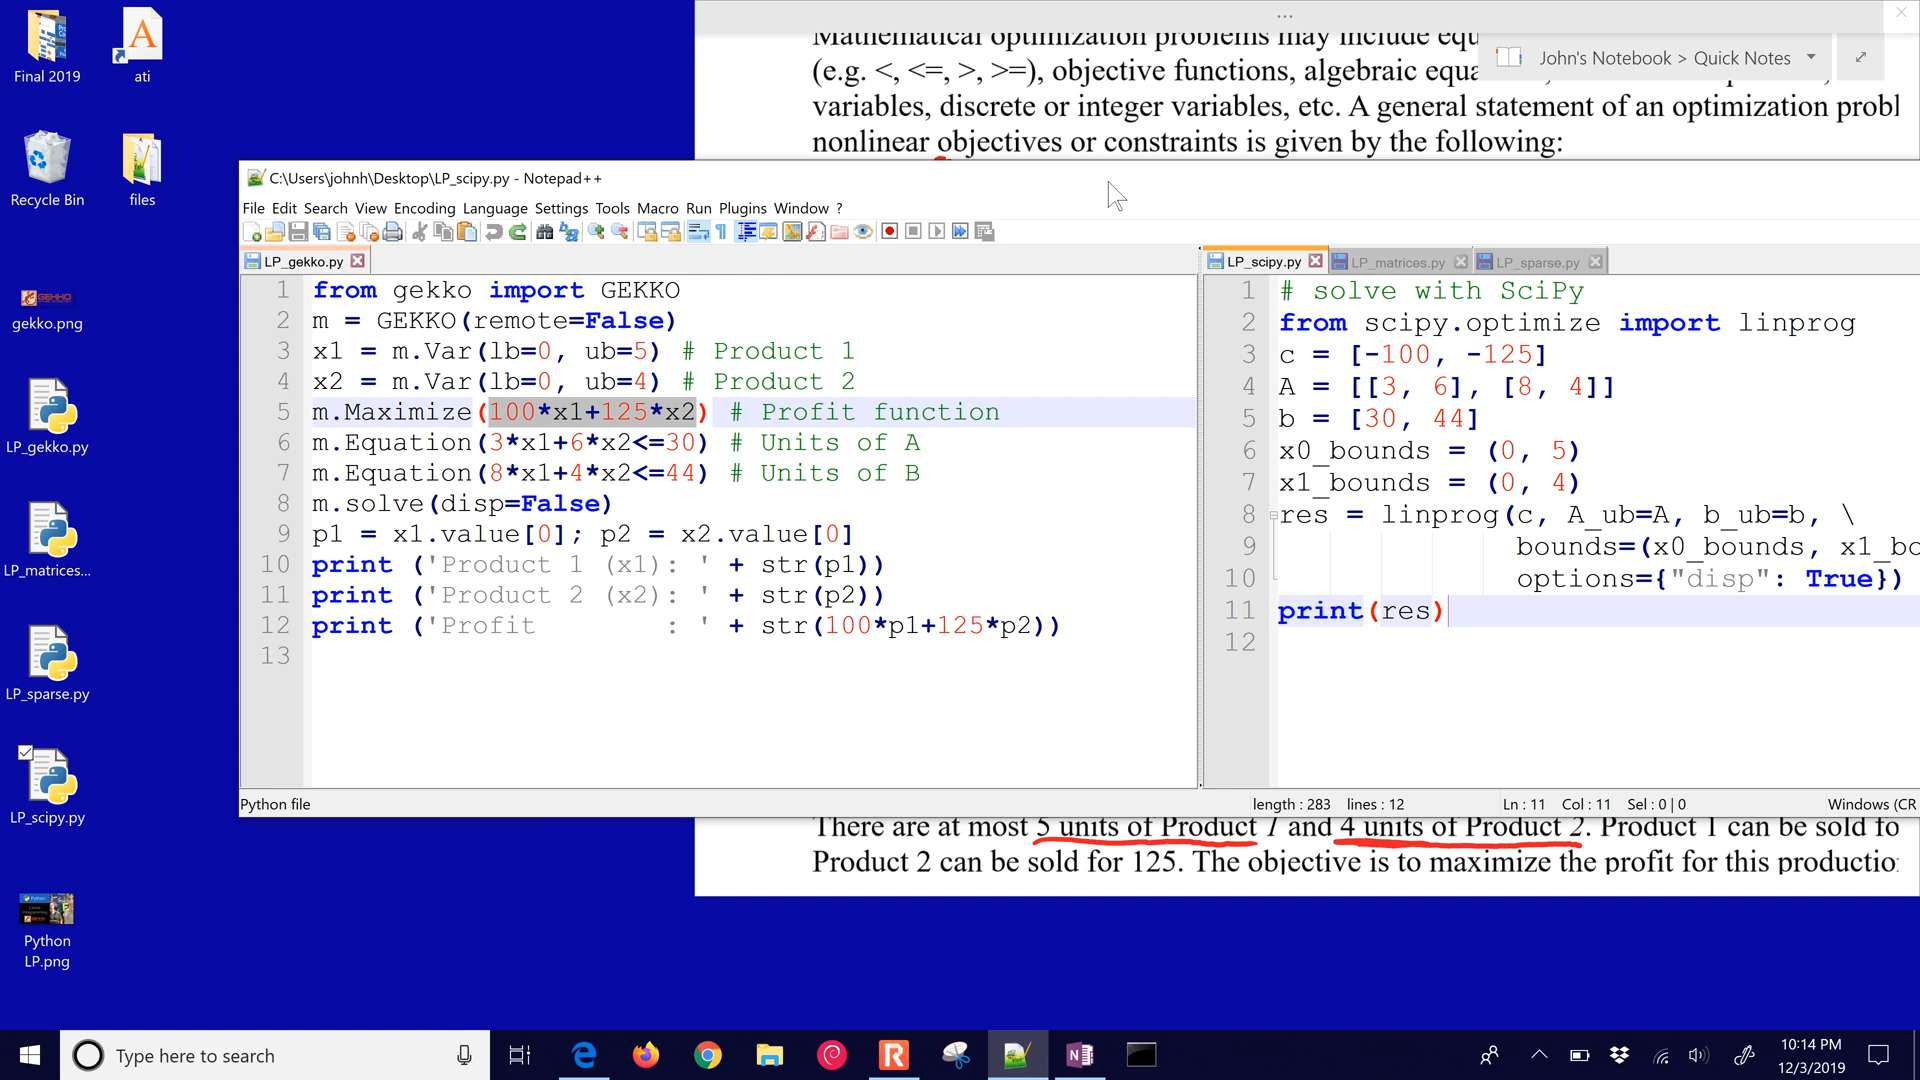 Final 2019
ati
Recycle Bin
files
gekko.png
LP_gekko.py
LP_matrices...
LP_sparse.py
LP_scipy.py
Python
LP.png
Mathematical optimization problems may include equ
(e.g. <, <=, >, >=), objective functions, algebraic equa
variables, discrete or integer variables, etc. A general statement of an optimization probl
nonlinear objectives or constraints is given by the following:
John's Notebook > Quick Notes
C:\Users\johnh\Desktop\LP_scipy.py - Notepad++
File Edit Search View Encoding Language Settings Tools Macro Run Plugins Window ?
LP_gekko.py
1 from gekko import GEKKO
2 m = GEKKO(remote=False)
3 x1 = m.Var(lb=0, ub=5) # Product 1
4 x2 = m.Var(lb=0, ub=4) # Product 2
5 m.Maximize(100*x1+125*x2) # Profit function
6 m.Equation(3*x1+6*x2<=30) # Units of A
7 m.Equation(8*x1+4*x2<=44) # Units of B
8 m.solve(disp=False)
9 p1 = x1.value[0]; p2 = x2.value[0]
10 print ('Product 1 (x1): ' + str(p1))
11 print ('Product 2 (x2): ' + str(p2))
12 print ('Profit        : ' + str(100*p1+125*p2))
13
LP_scipy.py LP_matrices.py LP_sparse.py
1 # solve with SciPy
2 from scipy.optimize import linprog
3 c = [-100, -125]
4 A = [[3, 6], [8, 4]]
5 b = [30, 44]
6 x0_bounds = (0, 5)
7 x1_bounds = (0, 4)
8 res = linprog(c, A_ub=A, b_ub=b, \
9 bounds=(x0_bounds, x1_bo
10 options={"disp": True})
11 print(res)
12
Python file
length : 283 lines : 12 Ln : 11 Col : 11 Sel : 0 | 0 Windows (CR
There are at most 5 units of Product 1 and 4 units of Product 2. Product 1 can be sold fo
Product 2 can be sold for 125. The objective is to maximize the profit for this productio
Type here to search
10:14 PM
12/3/2019